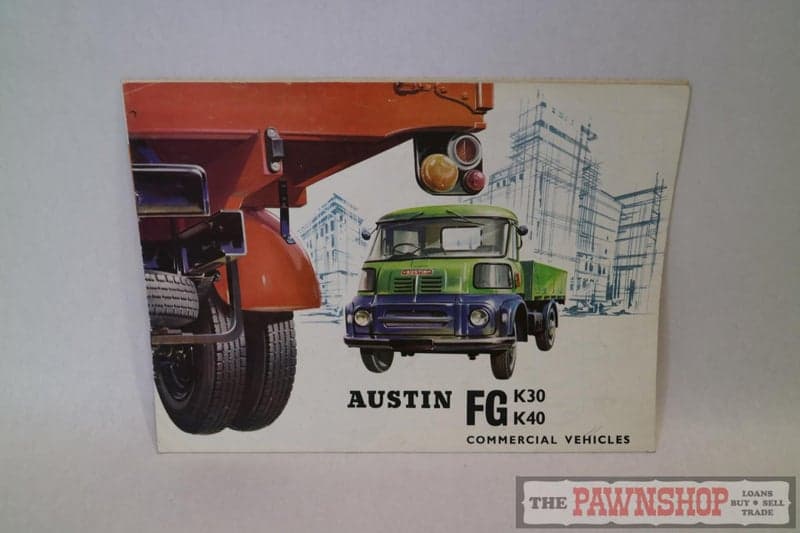 AUSTIN
AUSTIN FG K30
K40
COMMERCIAL VEHICLES
THE PAWNSHOP LOANS
BUY • SELL
TRADE